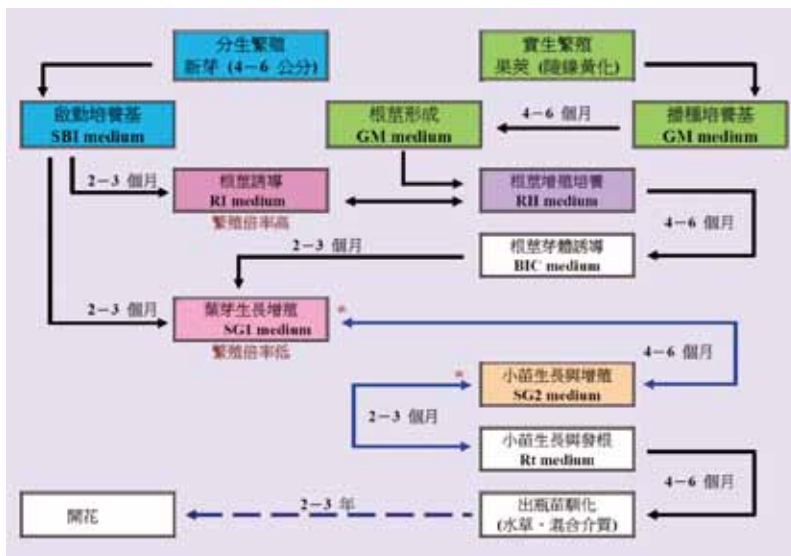 分生繁殖
新芽 (4－6 公分)
實生繁殖
果莢 (隨緣黃化)
啟動培養基
SBI medium
根莖形成
GM medium
4－6 個月
播種培養基
GM medium
2－3 個月
根莖誘導
RI medium
繁殖倍率高
根莖增殖培養
RH medium
4－6 個月
2－3 個月
根莖芽體誘導
BIC medium
2－3 個月
葉芽生長增殖
SG1 medium
繁殖倍率低
*
4－6 個月
*
小苗生長與增殖
SG2 medium
2－3 個月
小苗生長與發根
Rt medium
4－6 個月
開花
2－3 年
出瓶苗馴化
(水草、混合介質)